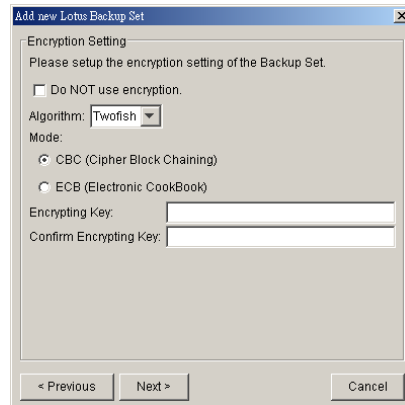 Add new Lotus Backup Set
Encryption Setting
Please setup the encryption setting of the Backup Set.
Do NOT use encryption.
Algorithm: Twofish
Mode:
CBC (Cipher Block Chaining)
ECB (Electronic CookBook)
Encrypting Key:
Confirm Encrypting Key:
< Previous Next > Cancel